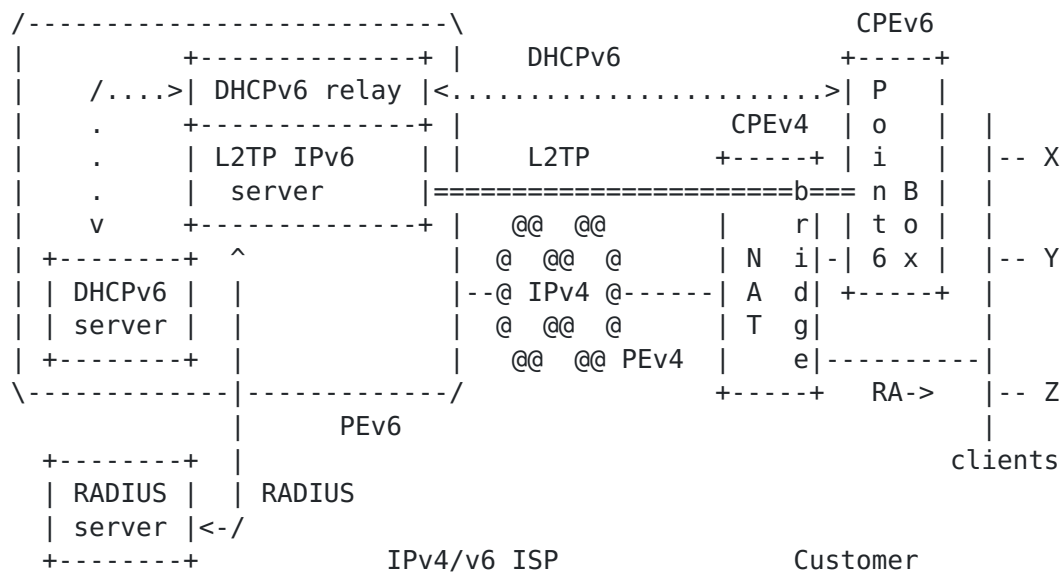 /---------------------------\                         CPEv6
|          +--------------+ |    DHCPv6              +-----+
|    /....>| DHCPv6 relay |<........................>| P   |
|    .     +--------------+ |                 CPEv4  | o   |  |
|    .     | L2TP IPv6    | |    L2TP        +-----+ | i   |  |-- X
|    .     |  server      |=======================b=== n B |  |
|    v     +--------------+ |   @@  @@       |    r| | t o |  |
| +--------+  ^             |  @  @@  @      | N  i|-| 6 x |  |-- Y
| | DHCPv6 |  |             |--@ IPv4 @------| A  d| +-----+  |
| | server |  |             |  @  @@  @      | T  g|          |
| +--------+  |             |   @@  @@ PEv4  |    e|----------|
\-------------|-------------/                +-----+   RA->   |-- Z
              |      PEv6                                     |
  +--------+  |                                             clients
  | RADIUS |  | RADIUS
  | server |<-/
  +--------+            IPv4/v6 ISP               Customer